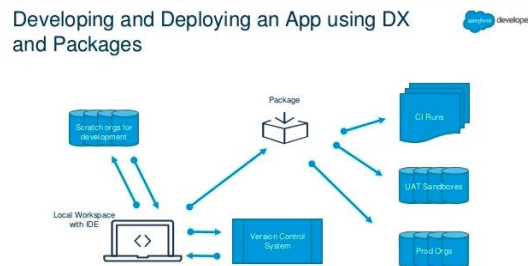 Developing and Deploying an App using DX
and Packages
salesforce develope
Package
Scratch orgs for
development
CI Runs
UAT Sandboxes
Local Workspace
with IDE
Version Control
System
Prod Orgs